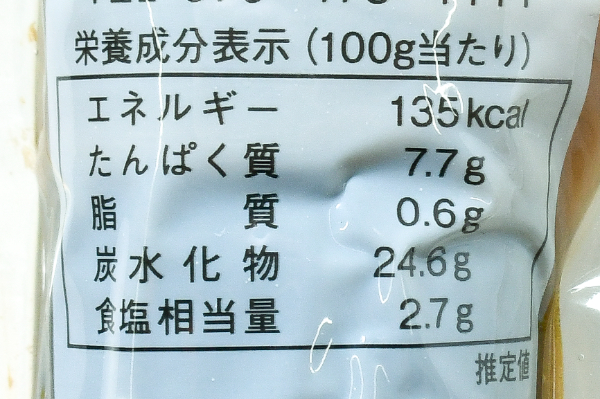 栄養成分表示(100g当たり)
エネルギー 135kcal
たんぱく質 7.7g
脂質 0.6g
炭水化物 24.6g
食塩相当量 2.7g
推定値